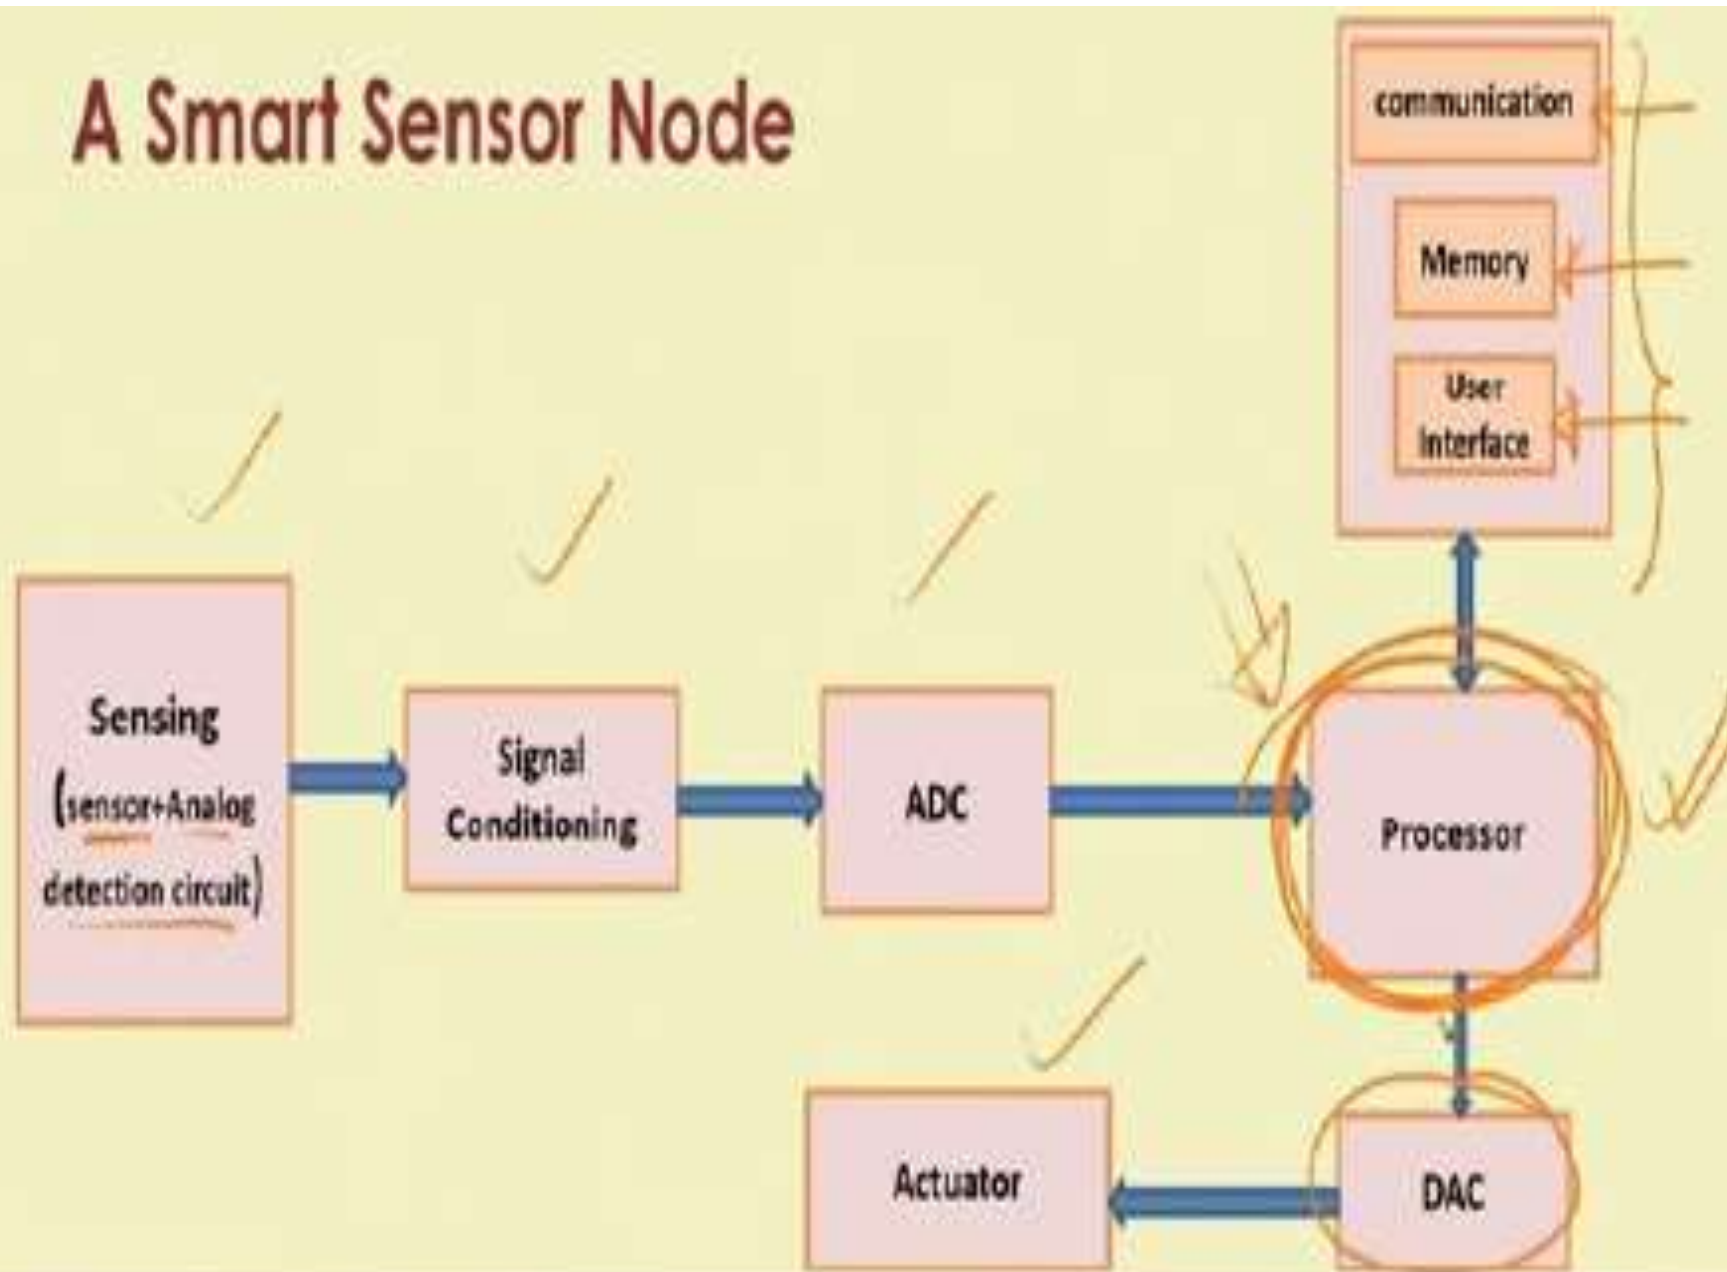 A Smart Sensor Node
communication
Memory
User
Interface
Sensing
(sensor+Analog
detection circuit)
Signal
Conditioning
ADC
Processor
Actuator
DAC